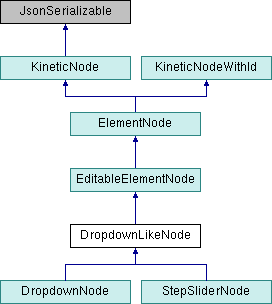 JsonSerializable
KineticNode
KineticNodeWithId
ElementNode
EditableElementNode
DropdownLikeNode
DropdownNode
StepSliderNode